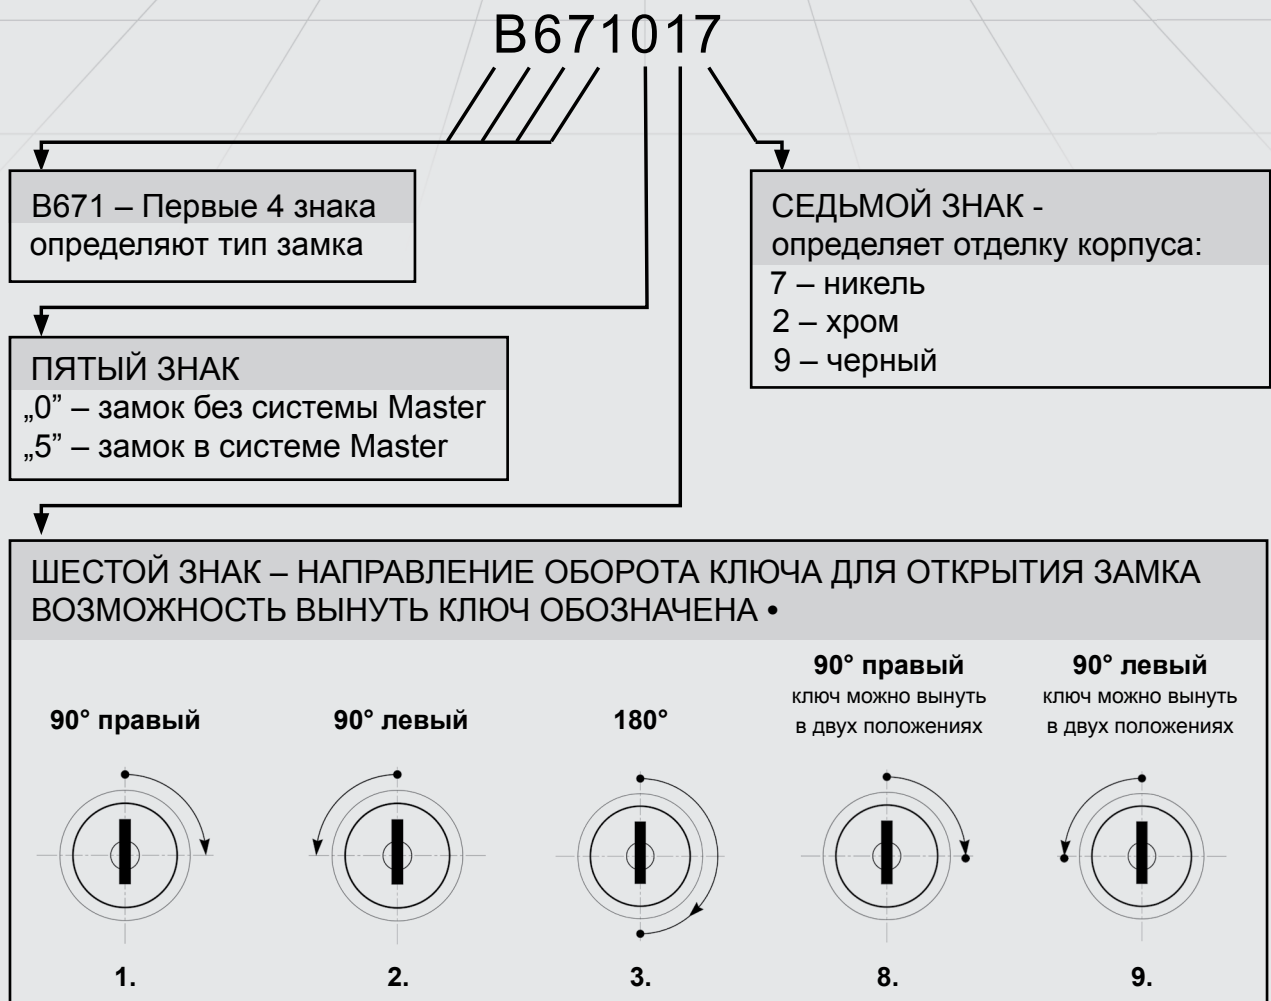 B671017
B671 – Первые 4 знака
определяют тип замка
СЕДЬМОЙ ЗНАК -
определяет отделку корпуса:
7 – никель
2 – хром
9 – черный
ПЯТЫЙ ЗНАК
„0” – замок без системы Master
„5” – замок в системе Master
ШЕСТОЙ ЗНАК – НАПРАВЛЕНИЕ ОБОРОТА КЛЮЧА ДЛЯ ОТКРЫТИЯ ЗАМКА
ВОЗМОЖНОСТЬ ВЫНУТЬ КЛЮЧ ОБОЗНАЧЕНА •
90° правый
90° левый
180°
90° правый
ключ можно вынуть
в двух положениях
90° левый
ключ можно вынуть
в двух положениях
1.
2.
3.
8.
9.